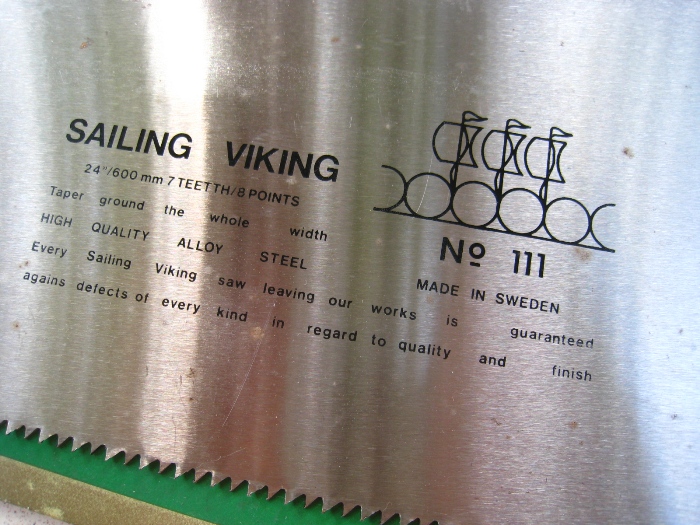 SAILING VIKING
24"/600 mm 7 TEETTH/8 POINTS
Taper ground the whole width
HIGH QUALITY ALLOY STEEL
Nº 111
MADE IN SWEDEN
Every Sailing Viking saw leaving our works is guaranteed
agains defects of every kind in regard to quality and finish